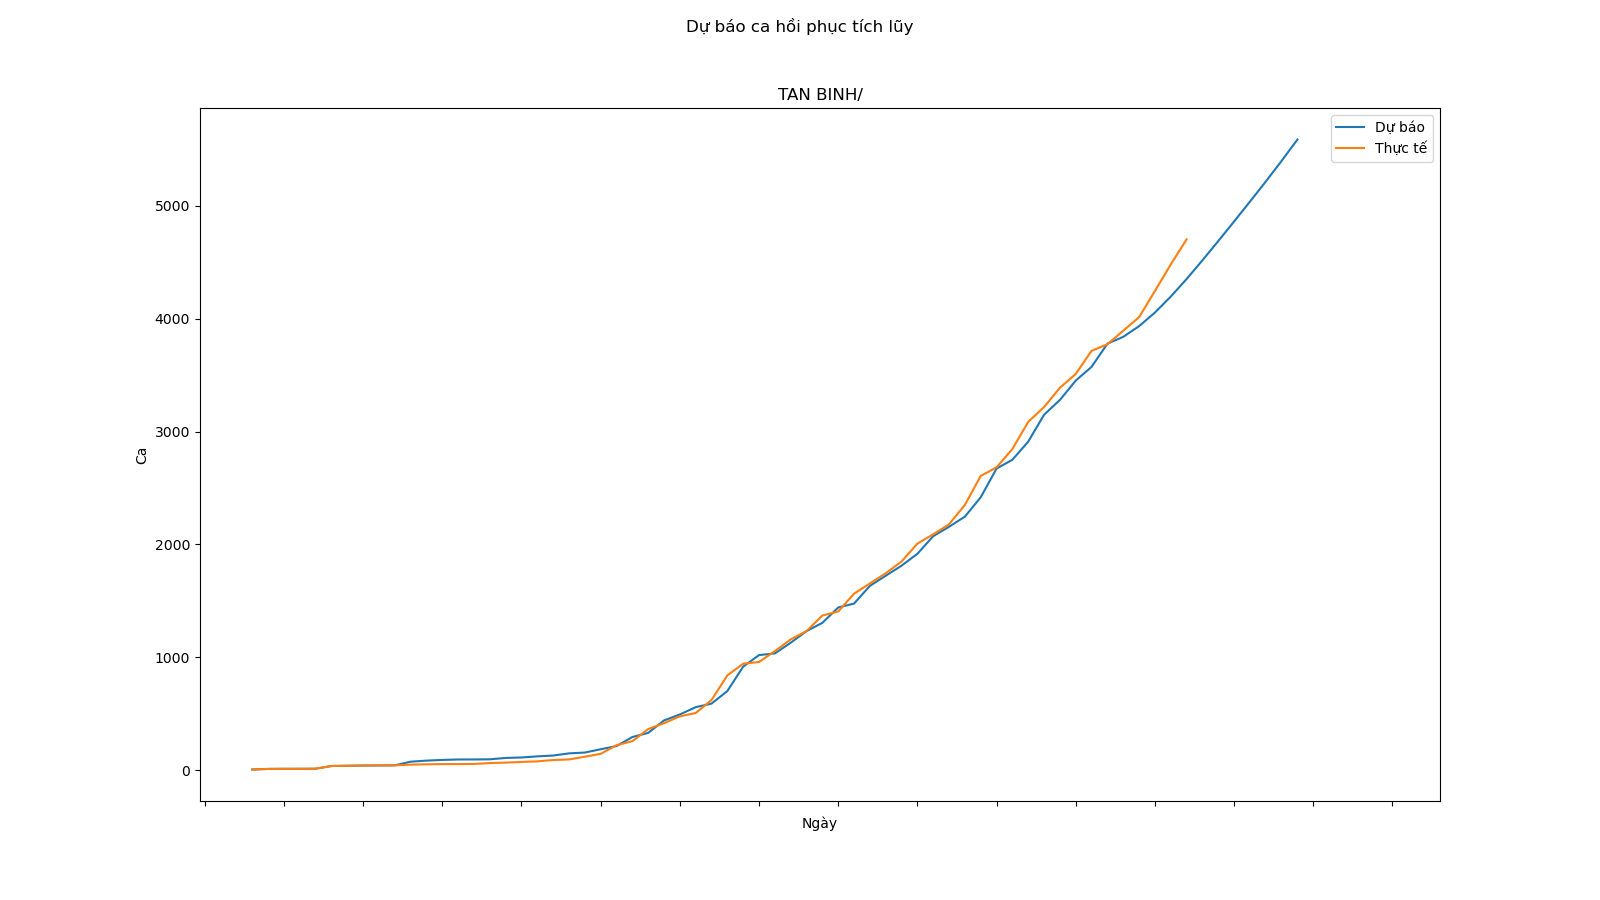 Dự báo ca hồi phục tích lũy
TAN BINH/
Dự báo
Thực tế
5000
4000
3000
2000
1000
0
Ca
Ngày